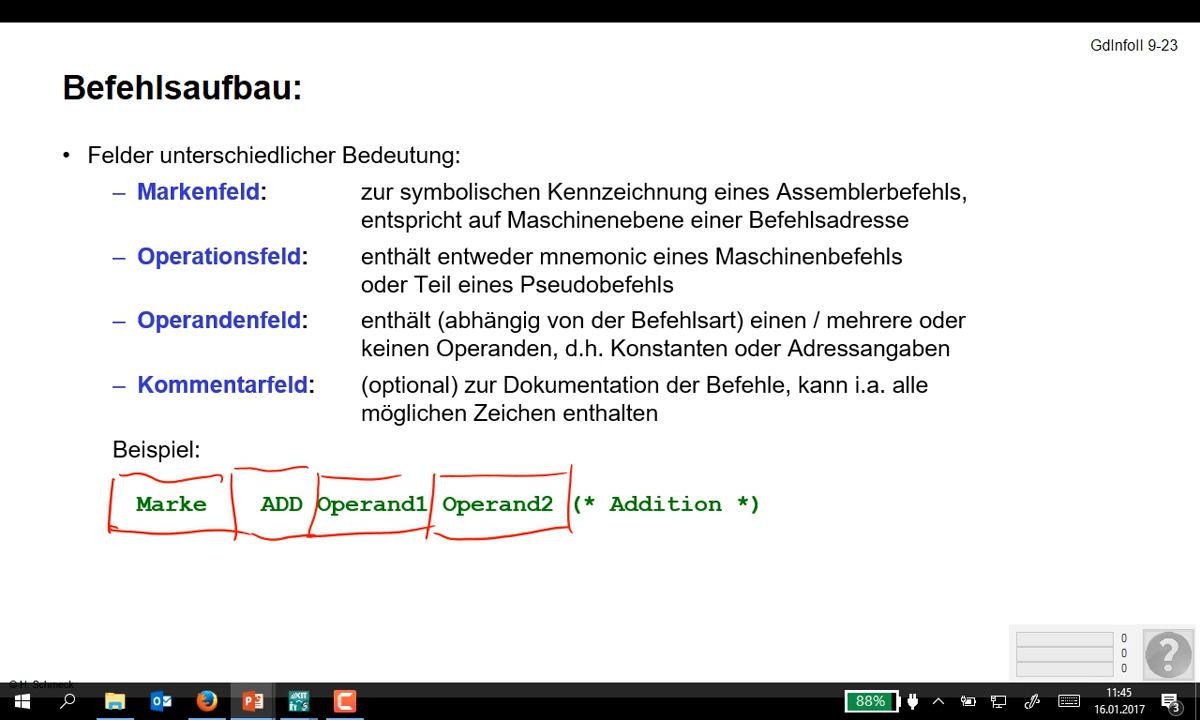 GdInfoII 9-23
Befehlsaufbau:
• Felder unterschiedlicher Bedeutung:
– Markenfeld: zur symbolischen Kennzeichnung eines Assemblerbefehls,
entspricht auf Maschinenebene einer Befehlsadresse
– Operationsfeld: enthält entweder mnemonic eines Maschinenbefehls
oder Teil eines Pseudobefehls
– Operandenfeld: enthält (abhängig von der Befehlsart) einen / mehrere oder
keinen Operanden, d.h. Konstanten oder Adressangaben
– Kommentarfeld: (optional) zur Dokumentation der Befehle, kann i.a. alle
möglichen Zeichen enthalten
Beispiel:
Marke ADD Operand1 Operand2 (* Addition *)
0
0
0
?
© H. Schmeck
88%
11:45
16.01.2017
3